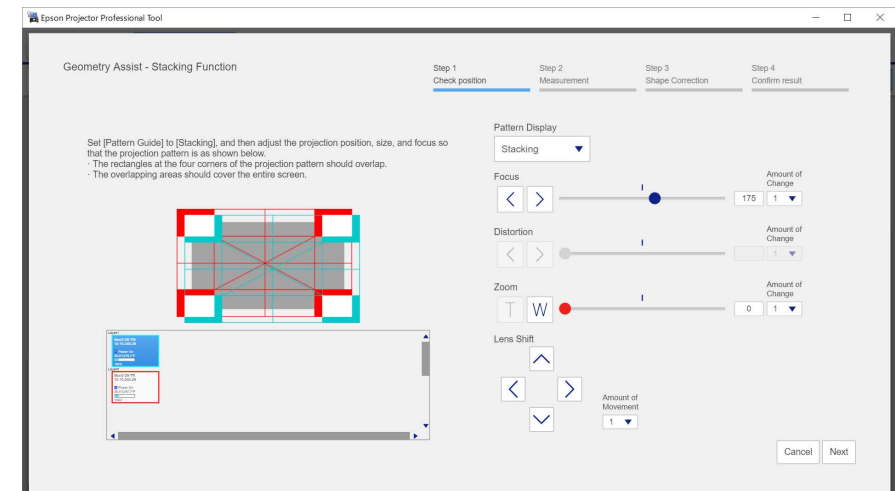 Epson Projector Professional Tool
Geometry Assist - Stacking Function
Step 1
Check position
Step 2
Measurement
Step 3
Shape Correction
Step 4
Confirm result
Set [Pattern Guide] to [Stacking], and then adjust the projection position, size, and focus so
that the projection pattern is as shown below.
· The rectangles at the four corners of the projection pattern should overlap.
· The overlapping areas should cover the entire screen.
Pattern Display
Stacking
Focus
Amount of
Change
175
1
Distortion
Amount of
Change
1
Zoom
Amount of
Change
T
W
0
1
Lens Shift
Amount of
Movement
1
Power On
Power On
Cancel
Next